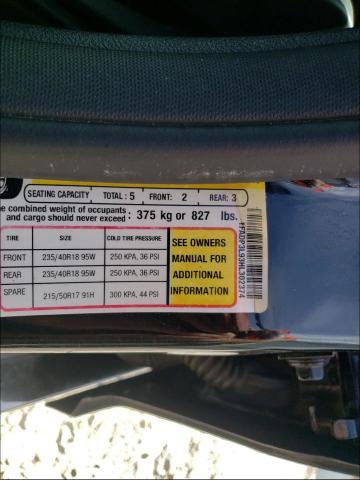 SEATING CAPACITY TOTAL: 5 FRONT: 2 REAR: 3
e combined weight of occupants
and cargo should never exceed: 375 kg or 827 lbs.
TIRE SIZE COLD TIRE PRESSURE
FRONT 235/40R18 95W 250 KPA, 36 PSI
REAR 235/40R18 95W 250 KPA, 36 PSI
SPARE 215/50R17 91H 300 KPA, 44 PSI
SEE OWNERS
MANUAL FOR
ADDITIONAL
INFORMATION
1FADP3L93HL302374